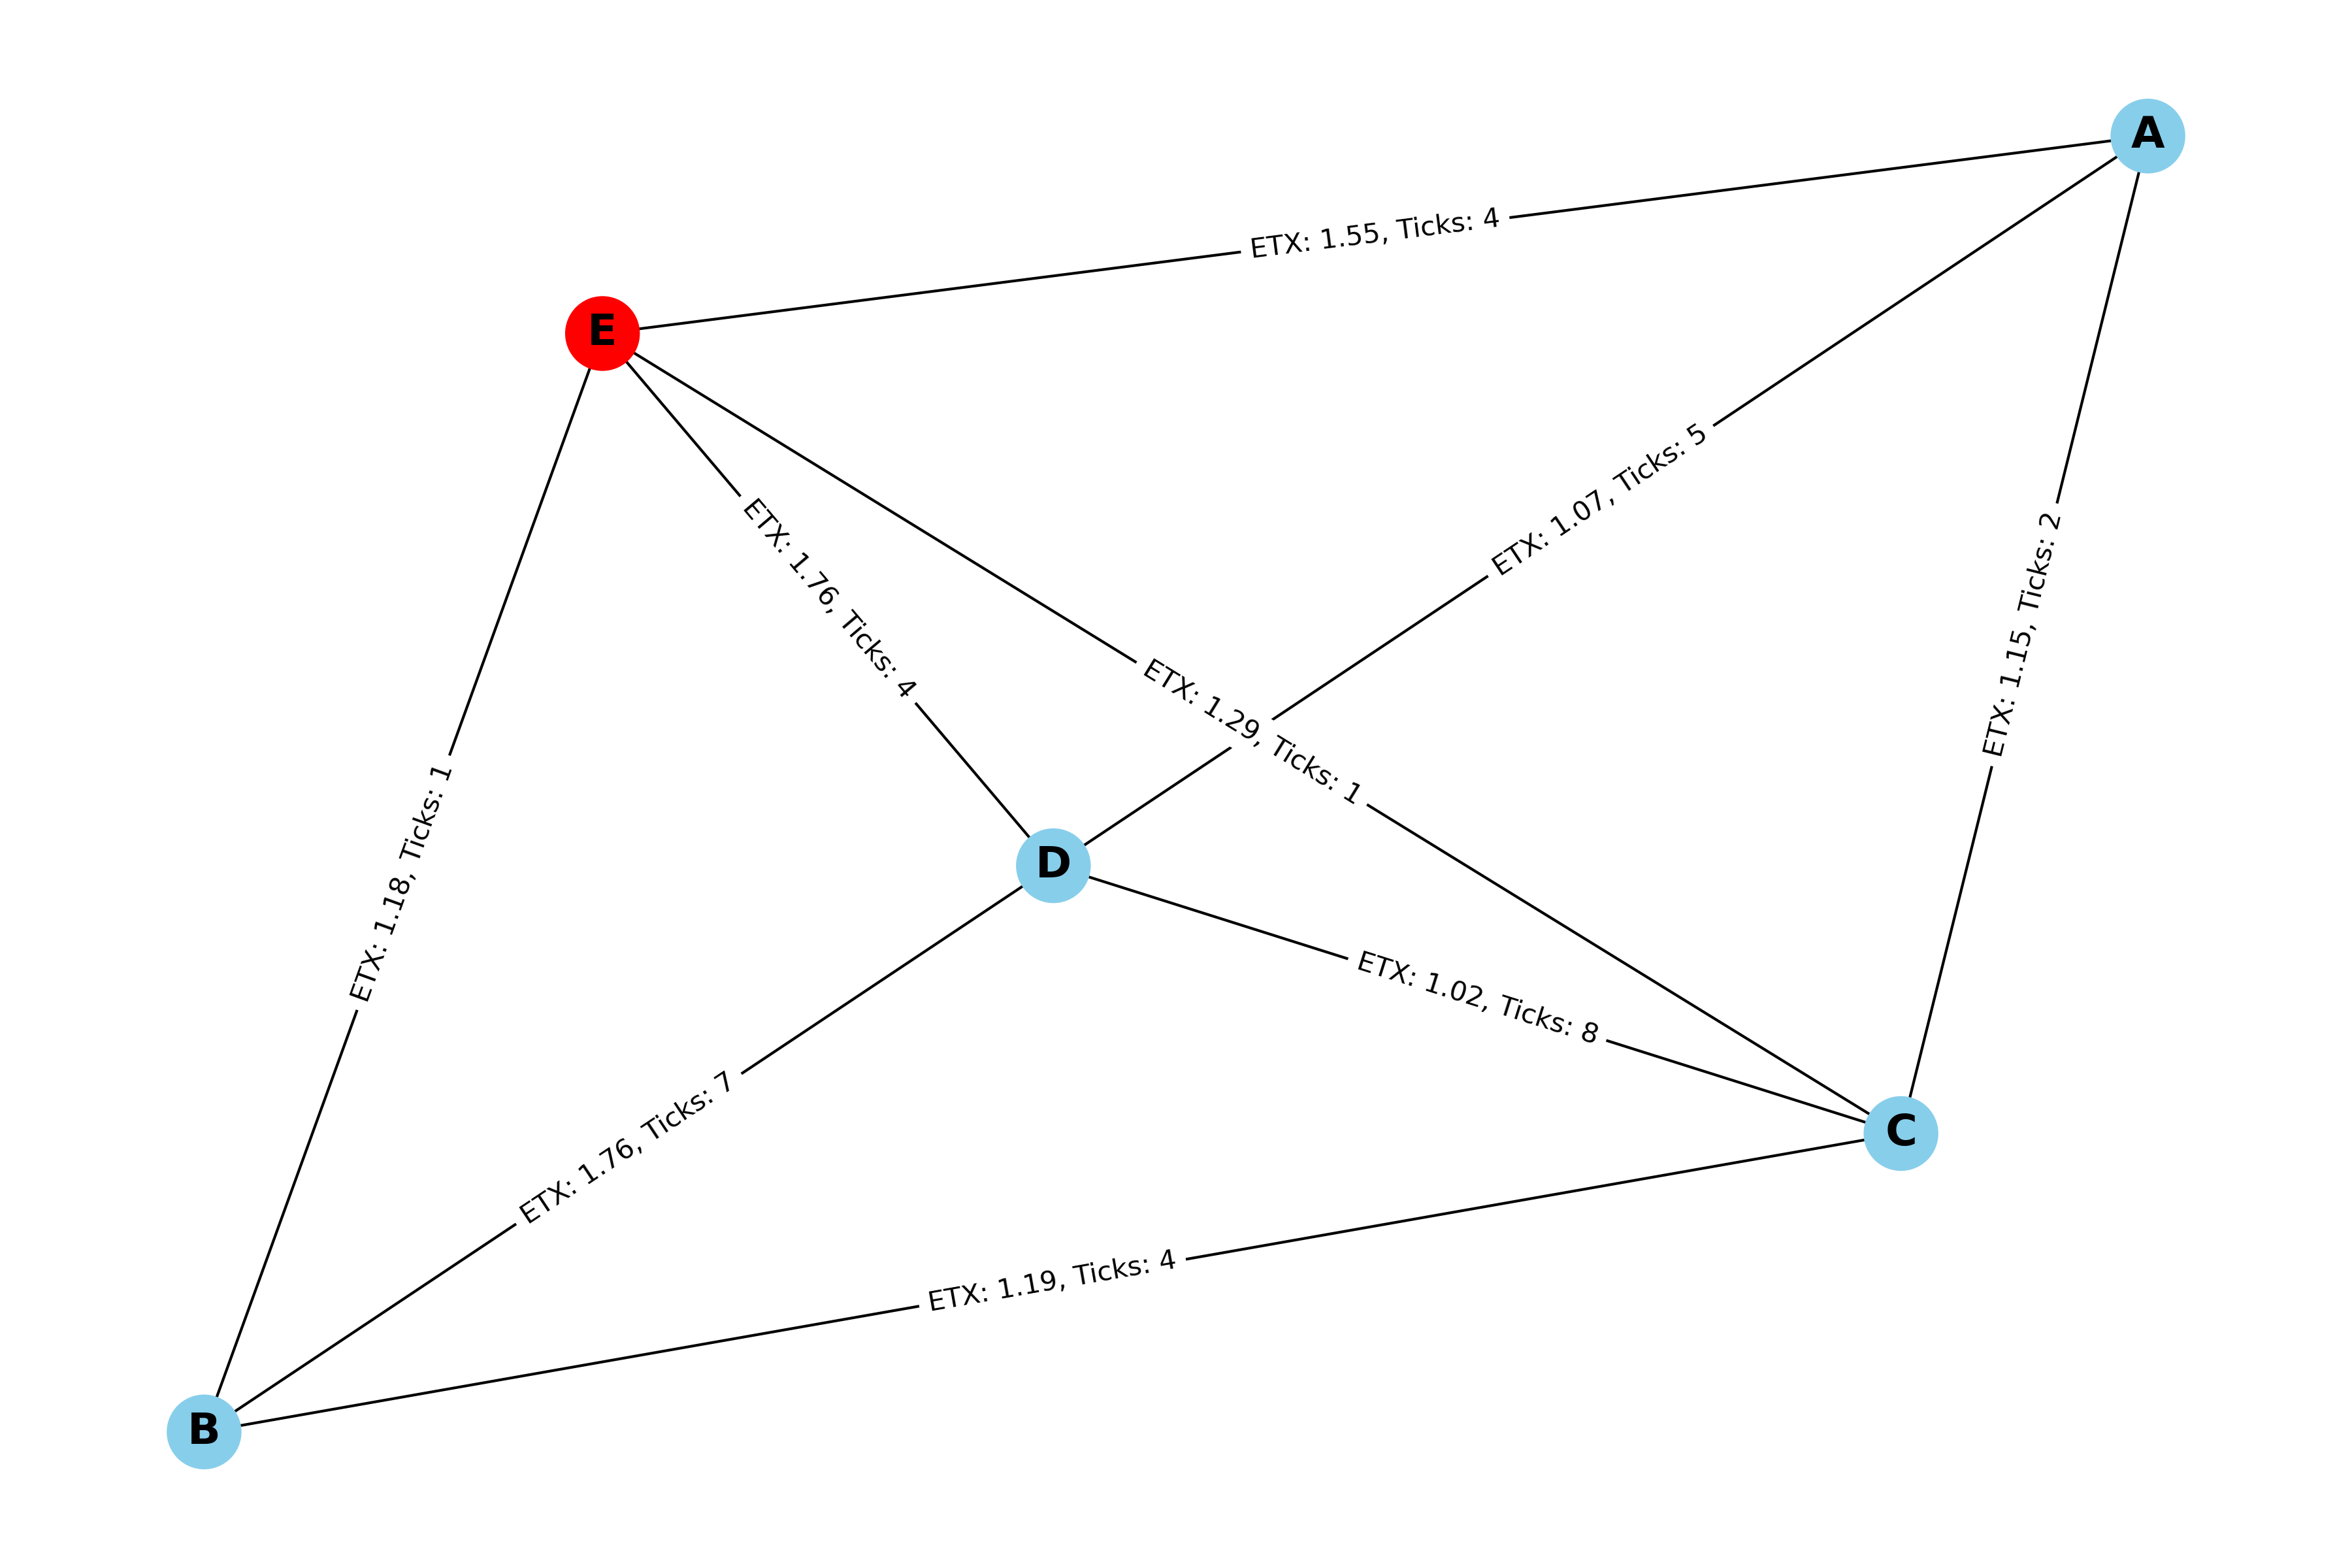 A
ETX: 1.55, Ticks: 4
E
ETX: 1.07, Ticks: 5
ETX: 1.15, Ticks: 2
ETX: 1.76, Ticks: 4
ETX: 1.29, Ticks: 1
ETX: 1.18, Ticks: 1
D
ETX: 1.02, Ticks: 8
C
ETX: 1.76, Ticks: 7
ETX: 1.19, Ticks: 4
B